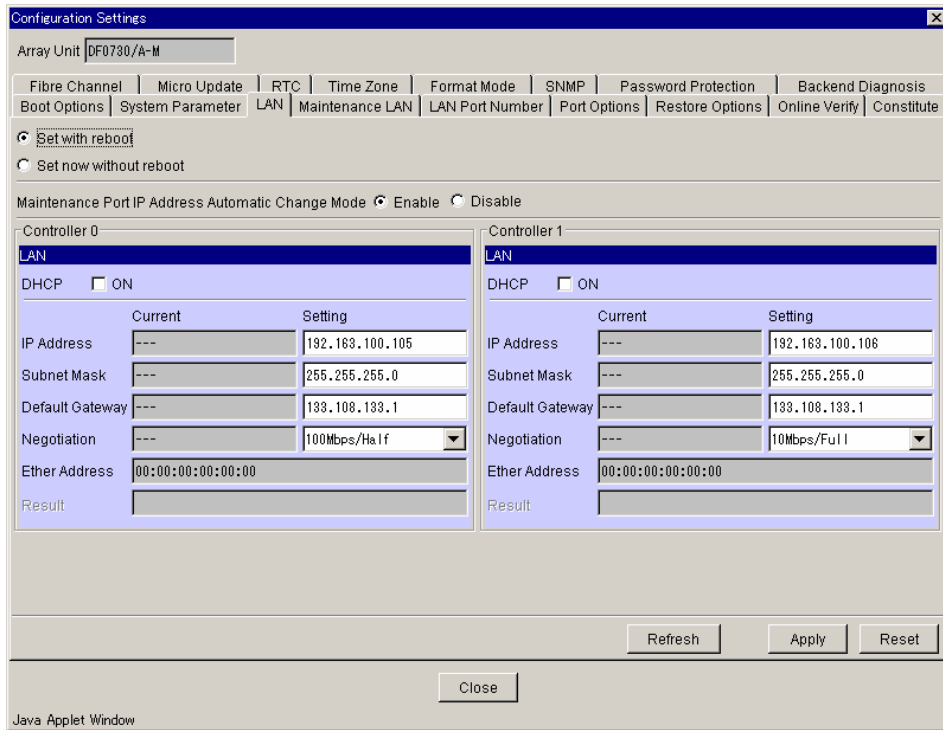 Configuration Settings
Array Unit DF0730/A-M
Fibre Channel Micro Update RTC Time Zone Format Mode SNMP Password Protection Backend Diagnosis
Boot Options System Parameter LAN Maintenance LAN LAN Port Number Port Options Restore Options Online Verify Constitute
Set with reboot
Set now without reboot
Maintenance Port IP Address Automatic Change Mode Enable Disable
Controller 0 Controller 1
LAN LAN
DHCP ON DHCP ON
Current Setting Current Setting
IP Address --- 192.163.100.105 IP Address --- 192.163.100.106
Subnet Mask --- 255.255.255.0 Subnet Mask --- 255.255.255.0
Default Gateway --- 133.108.133.1 Default Gateway --- 133.108.133.1
Negotiation --- 100Mbps/Half Negotiation --- 10Mbps/Full
Ether Address 00:00:00:00:00:00 Ether Address 00:00:00:00:00:00
Result Result
Refresh Apply Reset
Close
Java Applet Window